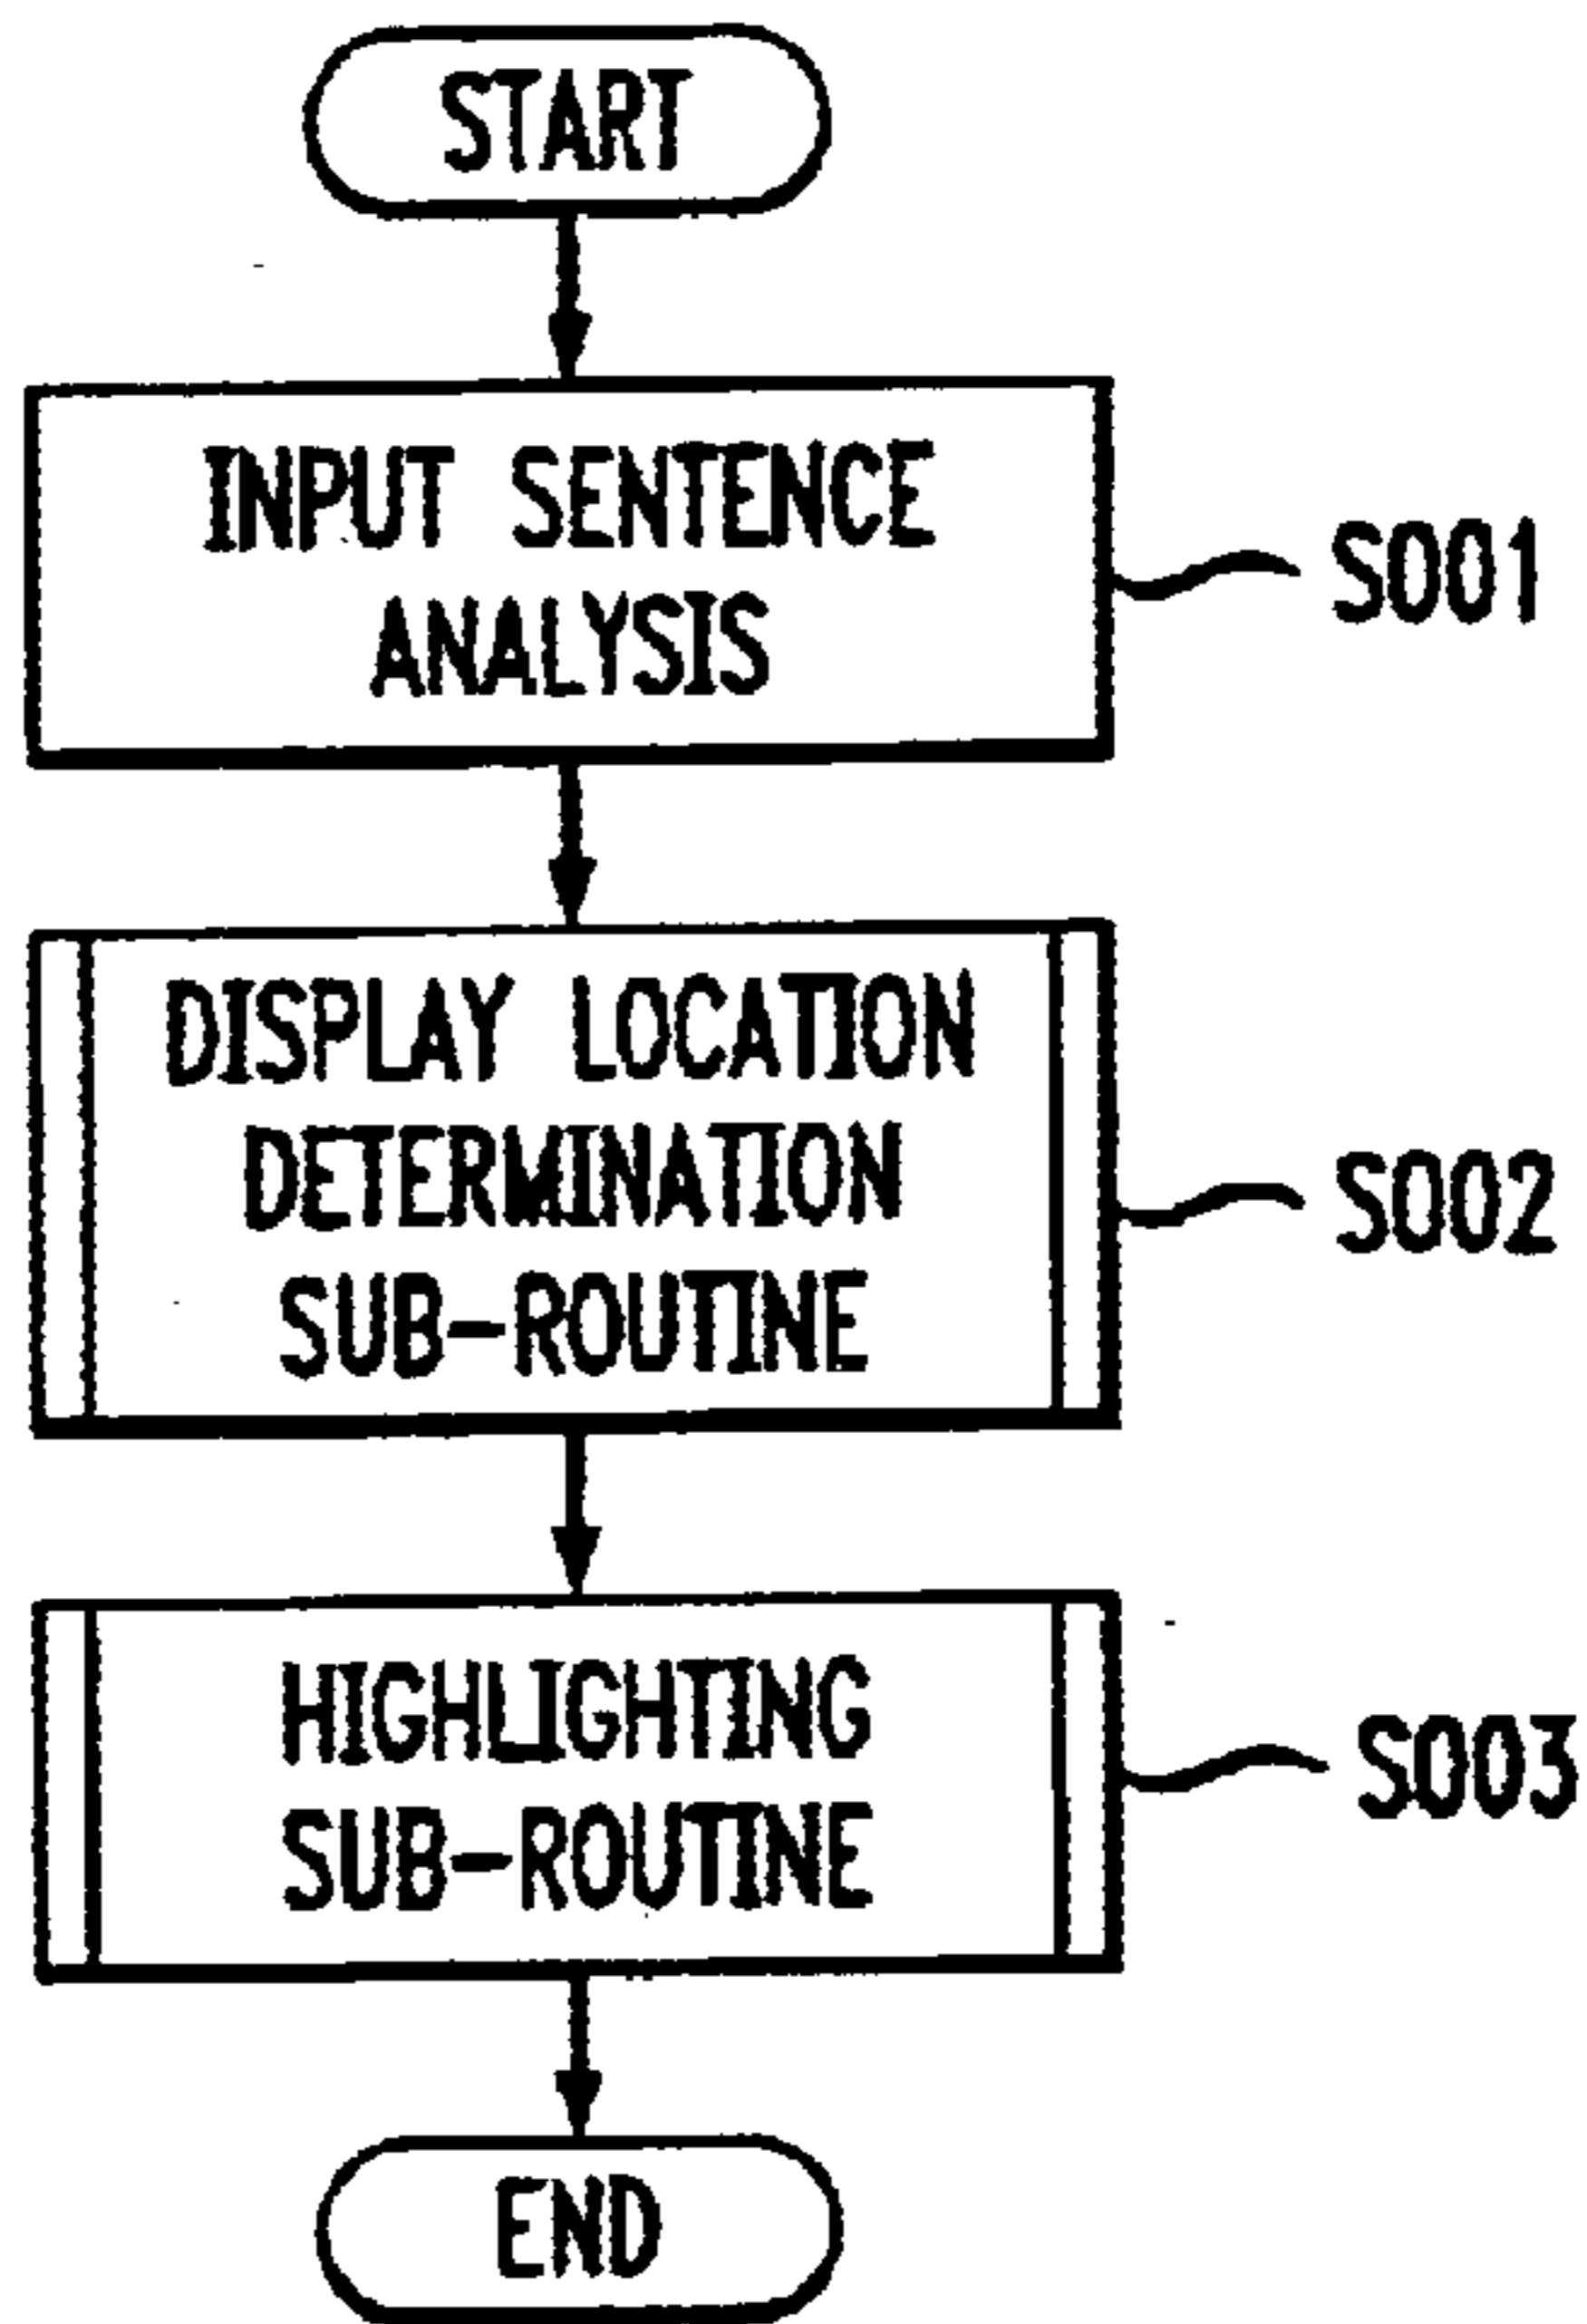 START
INPUT SENTENCE
ANALYSIS
S001
DISPLAY LOCATION
DETERMINATION
SUB-ROUTINE
S002
HIGHLIGHTING
SUB-ROUTINE
S003
END